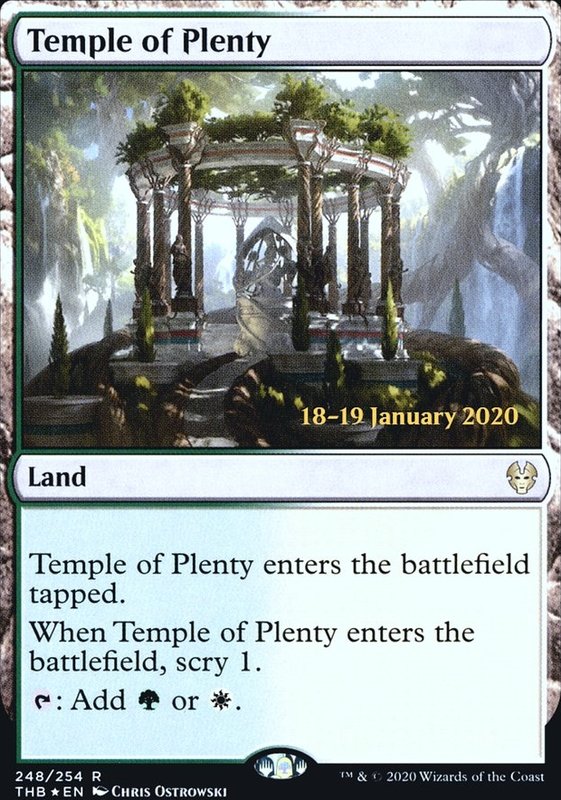 Temple of Plenty
18–19 January 2020
Land
Temple of Plenty enters the battlefield
tapped.
When Temple of Plenty enters the
battlefield, scry 1.
: Add or .
248/254 R
THB ★ EN Chris Ostrowski
™ & © 2020 Wizards of the Coast